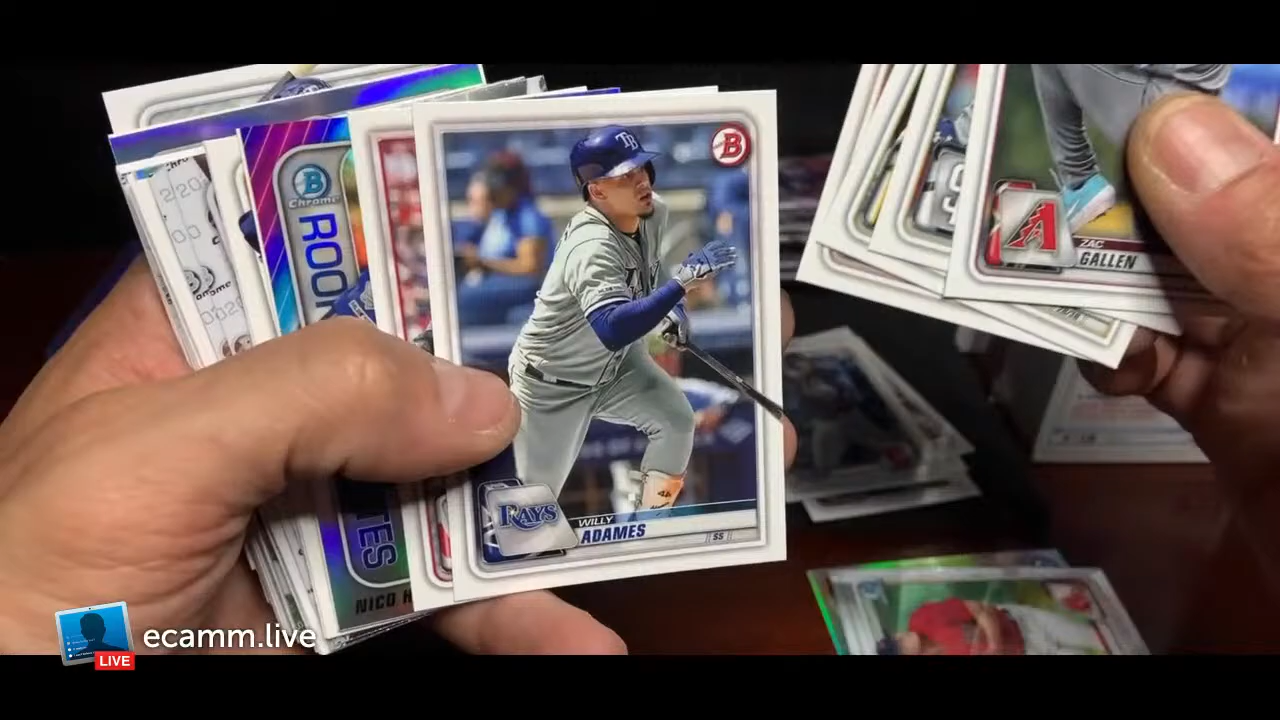 TB
B
B
Chrome
ROOK
TES
NICO H
RAYS
WILLY
ADAMES
SS
A
ZAC
GALLEN
LIVE
ecamm.live